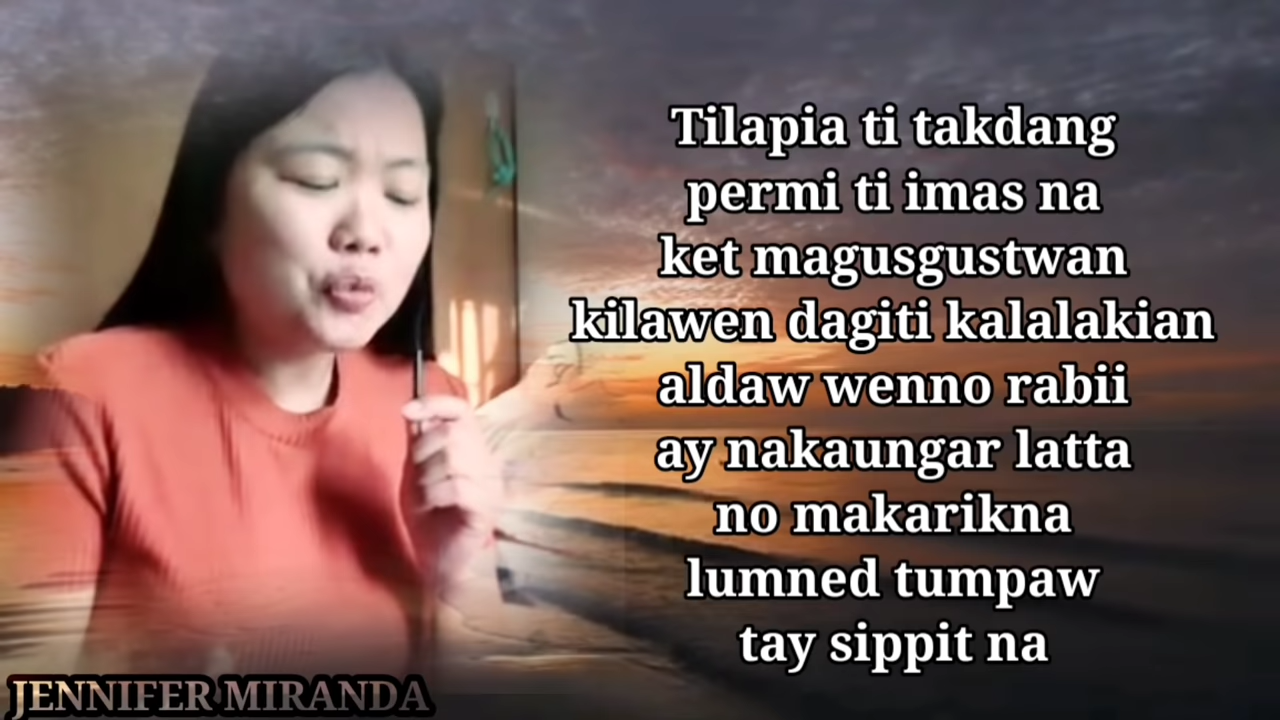 Tilapia ti takdang
permi ti imas na
ket magusgustwan
kilawen dagiti kalalakian
aldaw wenno rabii
ay nakaungar latta
no makarikna
lumned tumpaw
tay sippit na
JENNIFER MIRANDA